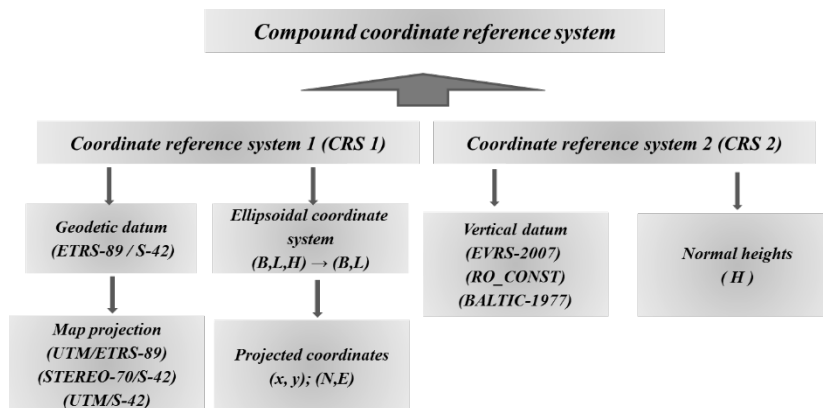 Compound coordinate reference system
Coordinate reference system 1 (CRS 1)
Coordinate reference system 2 (CRS 2)
Geodetic datum
(ETRS-89 / S-42)
Ellipsoidal coordinate
system
(B,L,H) → (B,L)
Vertical datum
(EVRS-2007)
(RO_CONST)
(BALTIC-1977)
Normal heights
( H )
Map projection
(UTM/ETRS-89)
(STEREO-70/S-42)
(UTM/S-42)
Projected coordinates
(x, y); (N,E)